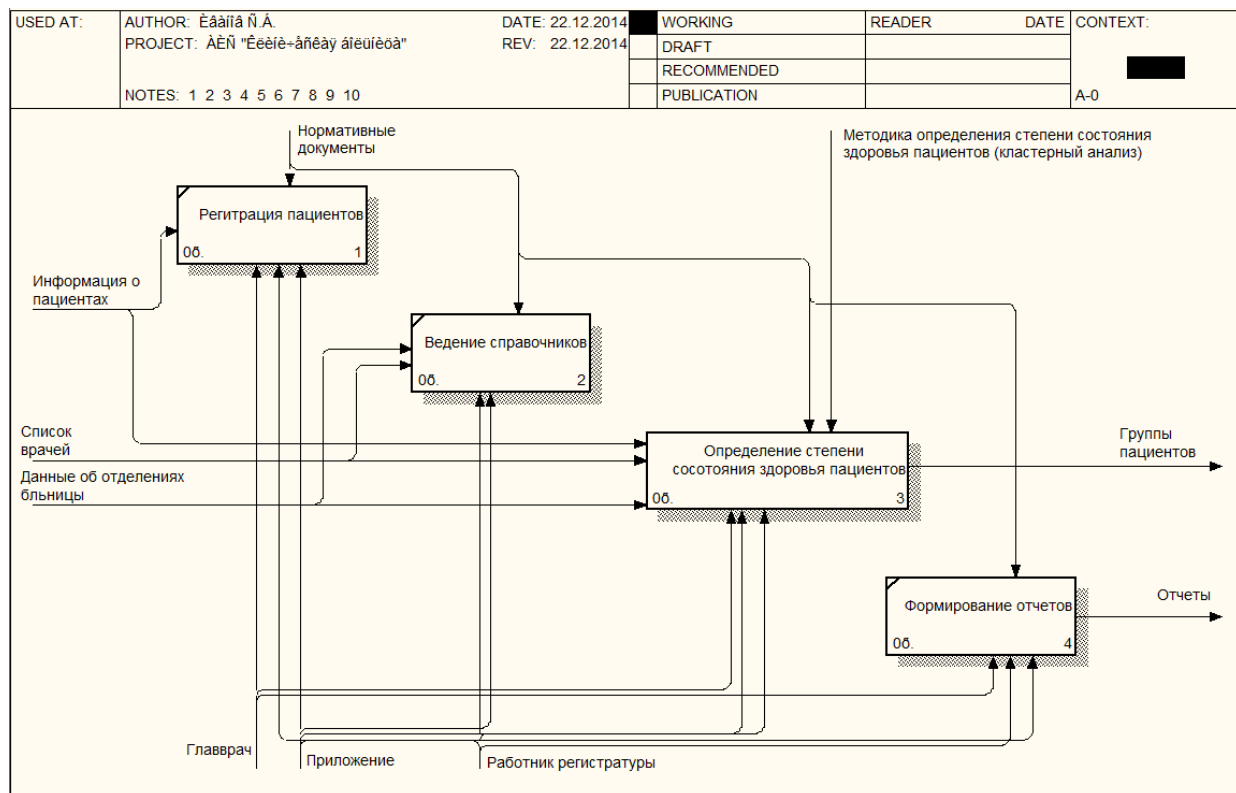 USED AT:
AUTHOR: Èâàíîâ Ñ.À.
DATE: 22.12.2014
WORKING
READER
DATE
CONTEXT:
PROJECT: ÀÈÑ "Êëèíè÷åñêàÿ áîëüíèöà"
REV: 22.12.2014
DRAFT
RECOMMENDED
NOTES: 1 2 3 4 5 6 7 8 9 10
PUBLICATION
A-0
Нормативные
документы
Методика определения степени состояния
здоровья пациентов (кластерный анализ)
Регитрация пациентов
0ð.
1
Информация о
пациентах
Ведение справочников
0ð.
2
Список
врачей
Данные об отделениях
бльницы
Определение степени
сосотояния здоровья пациентов
0ð.
3
Группы
пациентов
Формирование отчетов
0ð.
4
Отчеты
Главврач
Приложение
Работник регистратуры